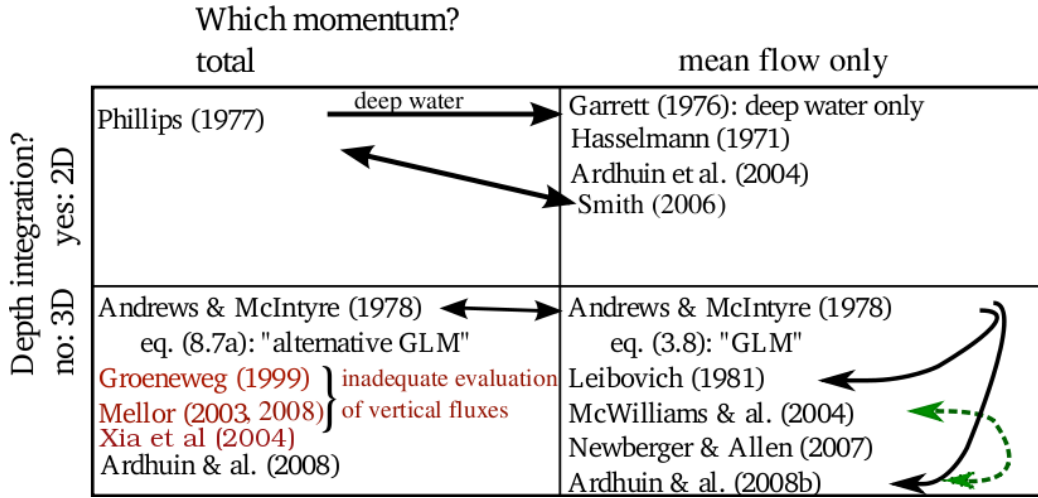 Which momentum?
total
mean flow only
Depth integration?
yes: 2D
no: 3D
Phillips (1977)
deep water
Garrett (1976): deep water only
Hasselmann (1971)
Ardhuin et al. (2004)
Smith (2006)
Andrews & McIntyre (1978)
eq. (8.7a): "alternative GLM"
Groeneweg (1999)
Mellor (2003, 2008)
Xia et al (2004)
inadequate evaluation
of vertical fluxes
Ardhuin & al. (2008)
Andrews & McIntyre (1978)
eq. (3.8): "GLM"
Leibovich (1981)
McWilliams & al. (2004)
Newberger & Allen (2007)
Ardhuin & al. (2008b)